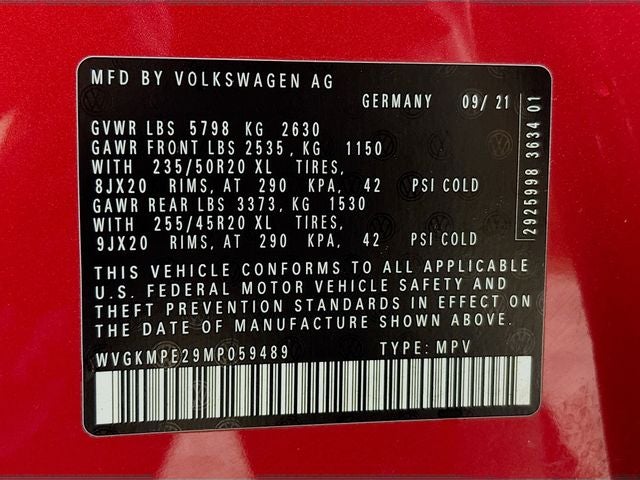 MFD BY VOLKSWAGEN AG
GERMANY 09/ 21
GVWR LBS 5798 KG 2630
GAWR FRONT LBS 2535, KG 1150
WITH 235/50R20 XL TIRES,
8JX20 RIMS, AT 290 KPA, 42 PSI COLD
GAWR REAR LBS 3373, KG 1530
WITH 255/45R20 XL TIRES,
9JX20 RIMS, AT 290 KPA, 42 PSI COLD
THIS VEHICLE CONFORMS TO ALL APPLICABLE
U.S. FEDERAL MOTOR VEHICLE SAFETY AND
THEFT PREVENTION STANDARDS IN EFFECT ON
THE DATE OF MANUFACTURE SHOWN ABOVE.
WVGKMPE29MP059489 TYPE: MPV
2925998 3634 01